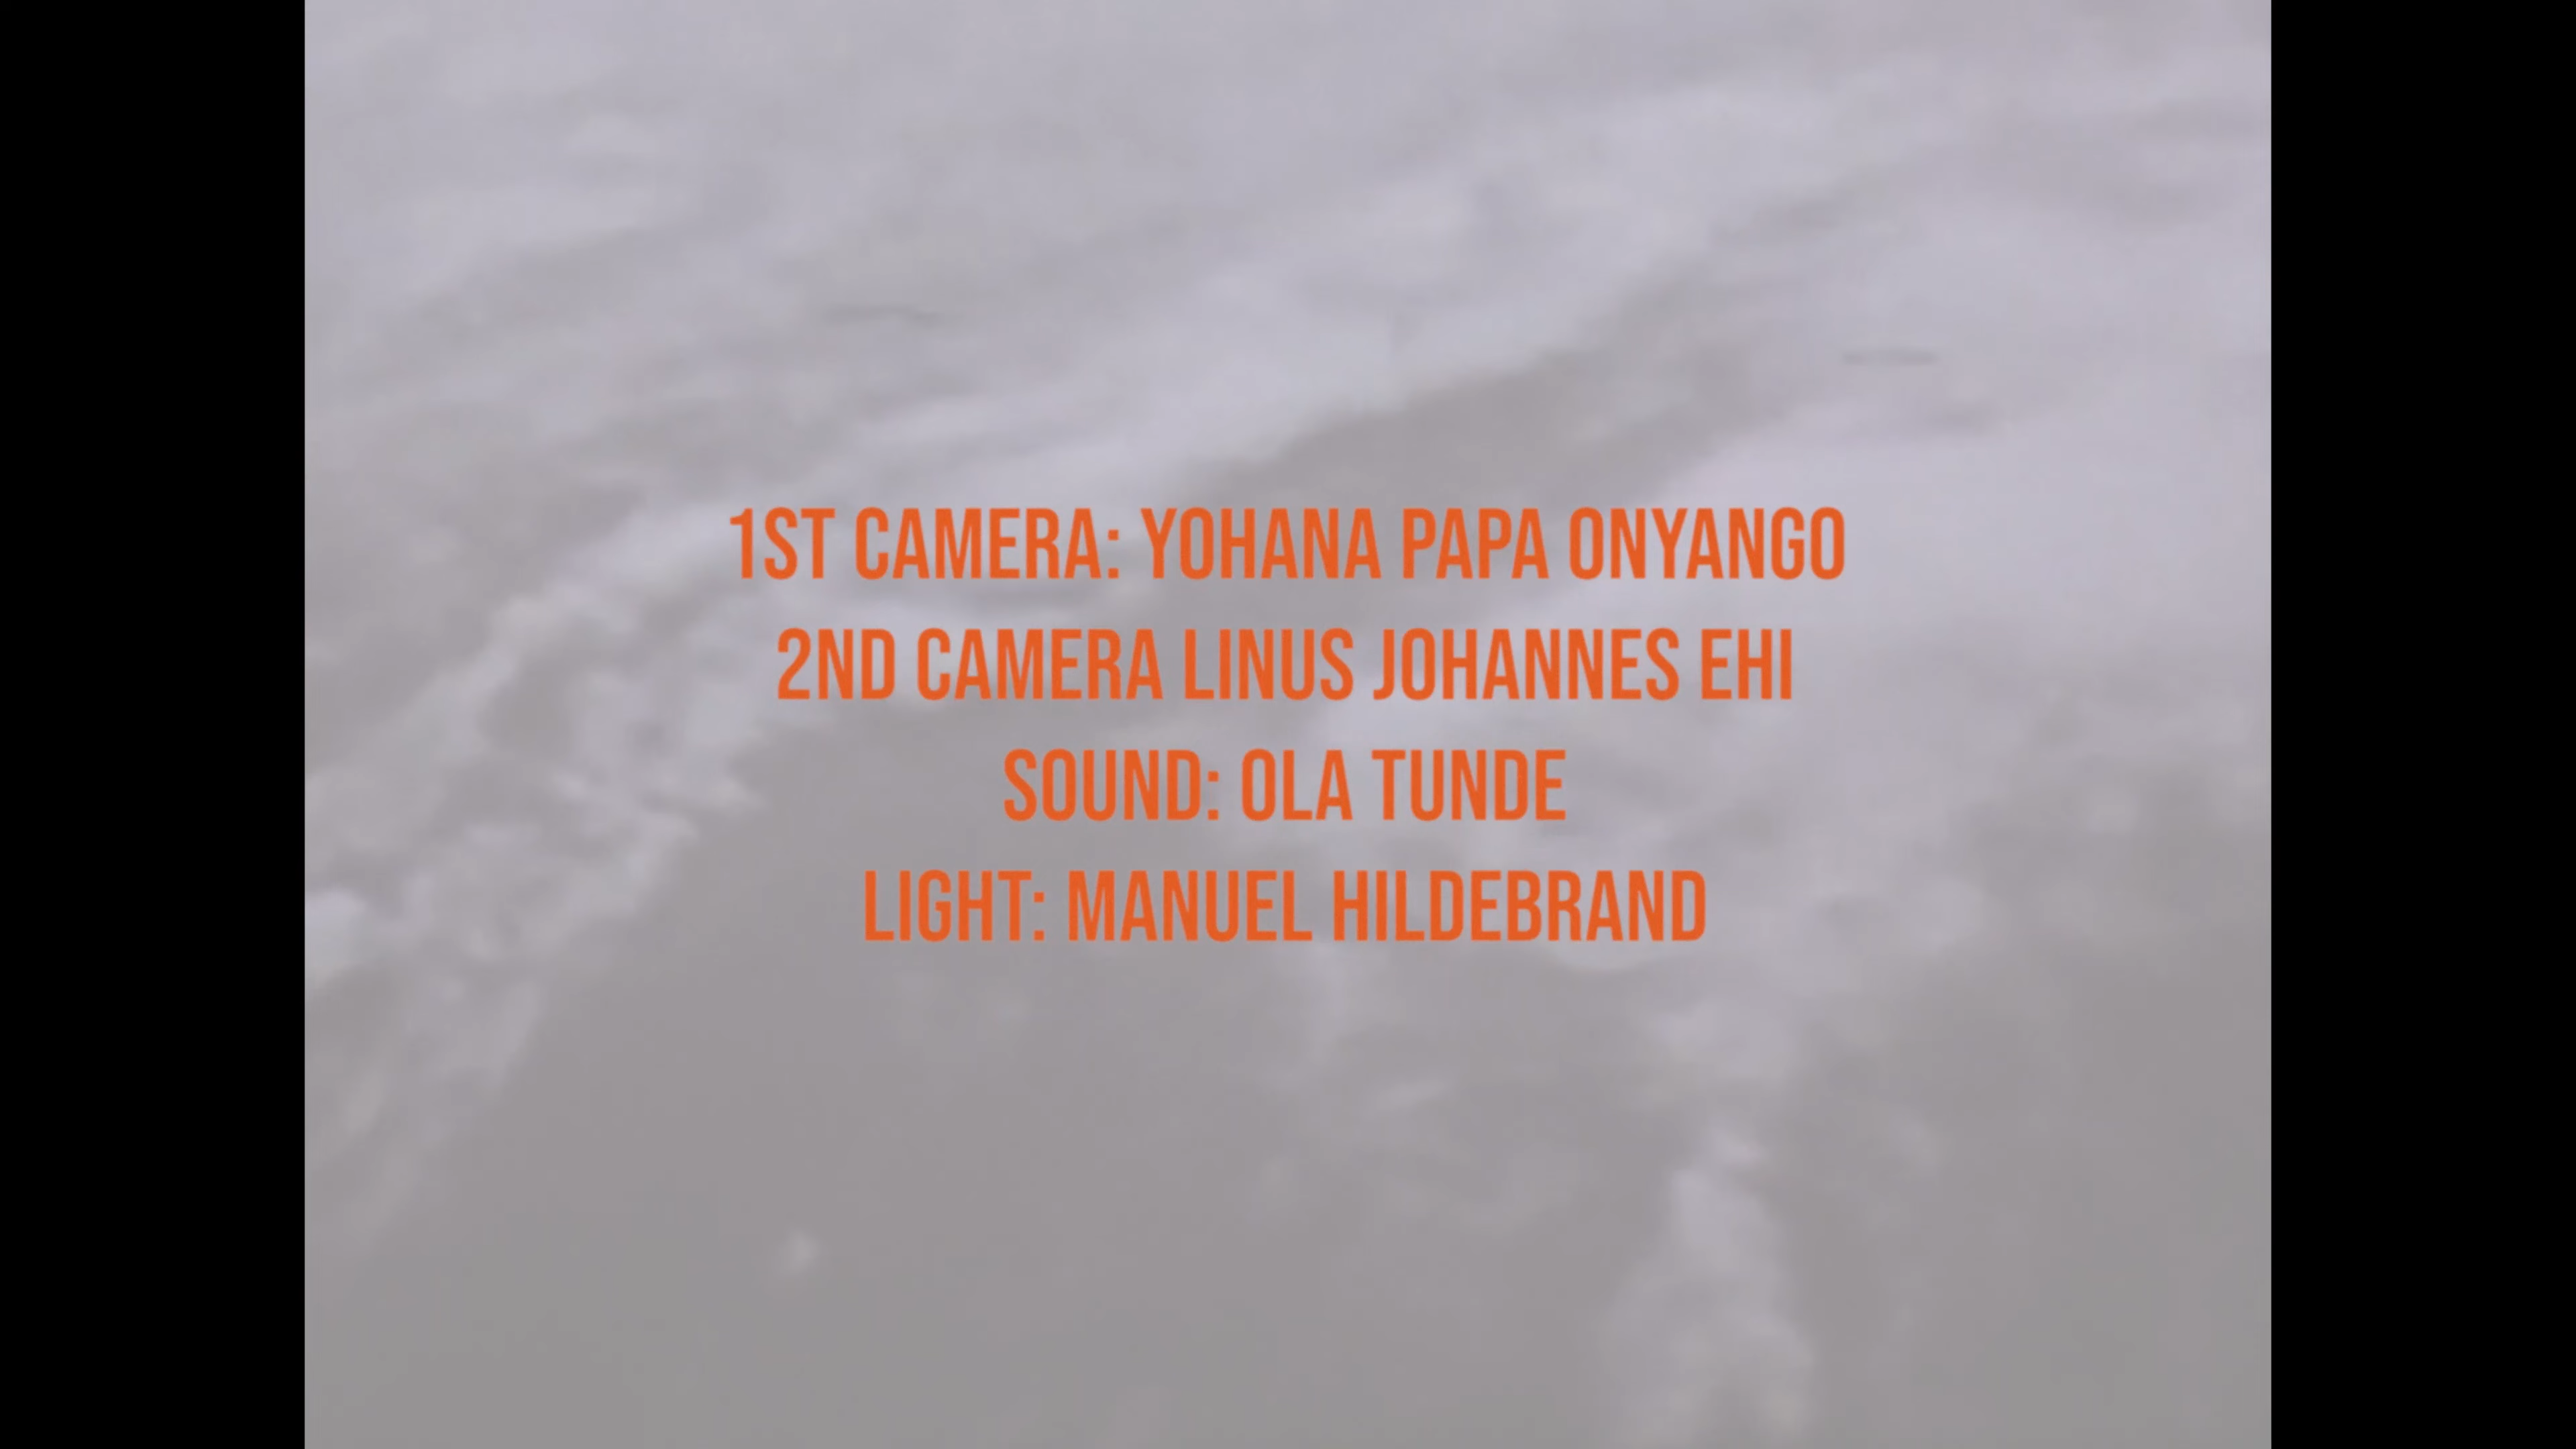 1ST CAMERA: YOHANA PAPA ONYANGO
2ND CAMERA LINUS JOHANNES EHI
SOUND: OLA TUNDE
LIGHT: MANUEL HILDEBRAND